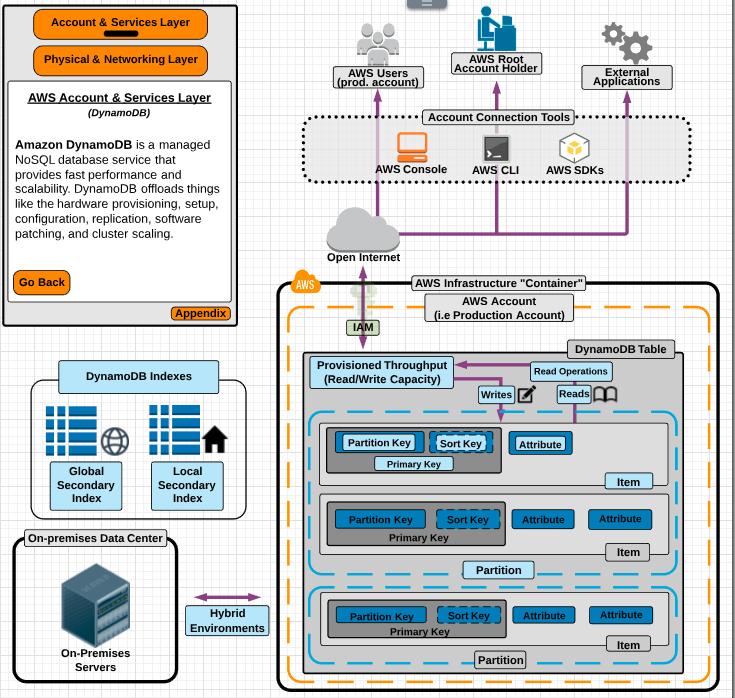 Account & Services Layer
Physical & Networking Layer
AWS Account & Services Layer
(DynamoDB)
Amazon DynamoDB is a managed
NoSQL database service that
provides fast performance and
scalability. DynamoDB offloads things
like the hardware provisioning, setup,
configuration, replication, software
patching, and cluster scaling.
Go Back
Appendix
AWS Users
(prod. account)
AWS Root
Account Holder
External
Applications
Account Connection Tools
AWS Console
AWS CLI
AWS SDKs
Open Internet
AWS
AWS Infrastructure "Container"
AWS Account
(i.e Production Account)
IAM
DynamoDB Table
Provisioned Throughput
(Read/Write Capacity)
Read Operations
Writes
Reads
Partition Key
Sort Key
Attribute
Primary Key
Item
Partition Key
Sort Key
Attribute
Attribute
Primary Key
Item
Partition
Partition Key
Sort Key
Attribute
Attribute
Primary Key
Item
Partition
DynamoDB Indexes
Global
Secondary
Index
Local
Secondary
Index
On-premises Data Center
On-Premises
Servers
Hybrid
Environments